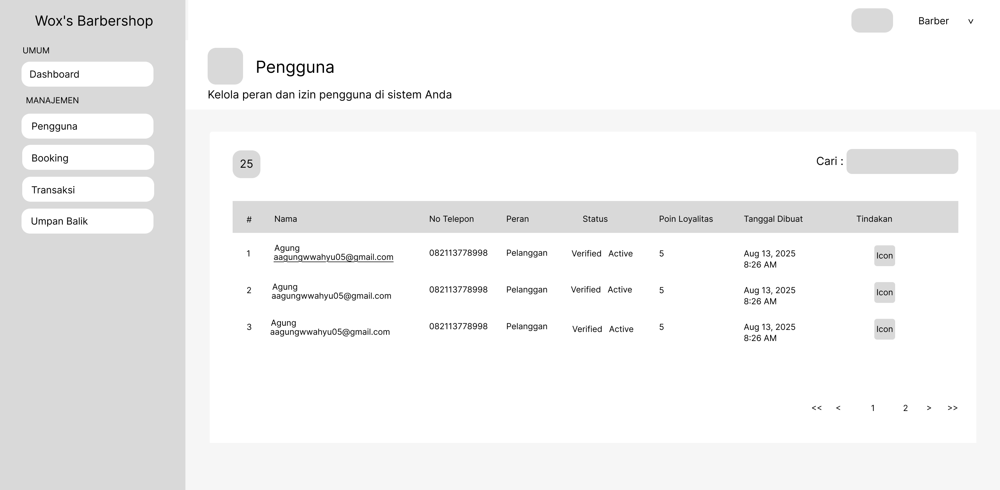 Wox's Barbershop
UMUM
Dashboard
MANAJEMEN
Pengguna
Booking
Transaksi
Umpan Balik
Barber v
Pengguna
Kelola peran dan izin pengguna di sistem Anda
25
Cari :
# Nama No Telepon Peran Status Poin Loyalitas Tanggal Dibuat Tindakan
1 Agung 082113778998 Pelanggan Verified Active 5 Aug 13, 2025 Icon
aagungwwahyu05@gmail.com 8:26 AM
2 Agung 082113778998 Pelanggan Verified Active 5 Aug 13, 2025 Icon
aagungwwahyu05@gmail.com 8:26 AM
3 Agung 082113778998 Pelanggan Verified Active 5 Aug 13, 2025 Icon
aagungwwahyu05@gmail.com 8:26 AM
<< < 1 2 > >>